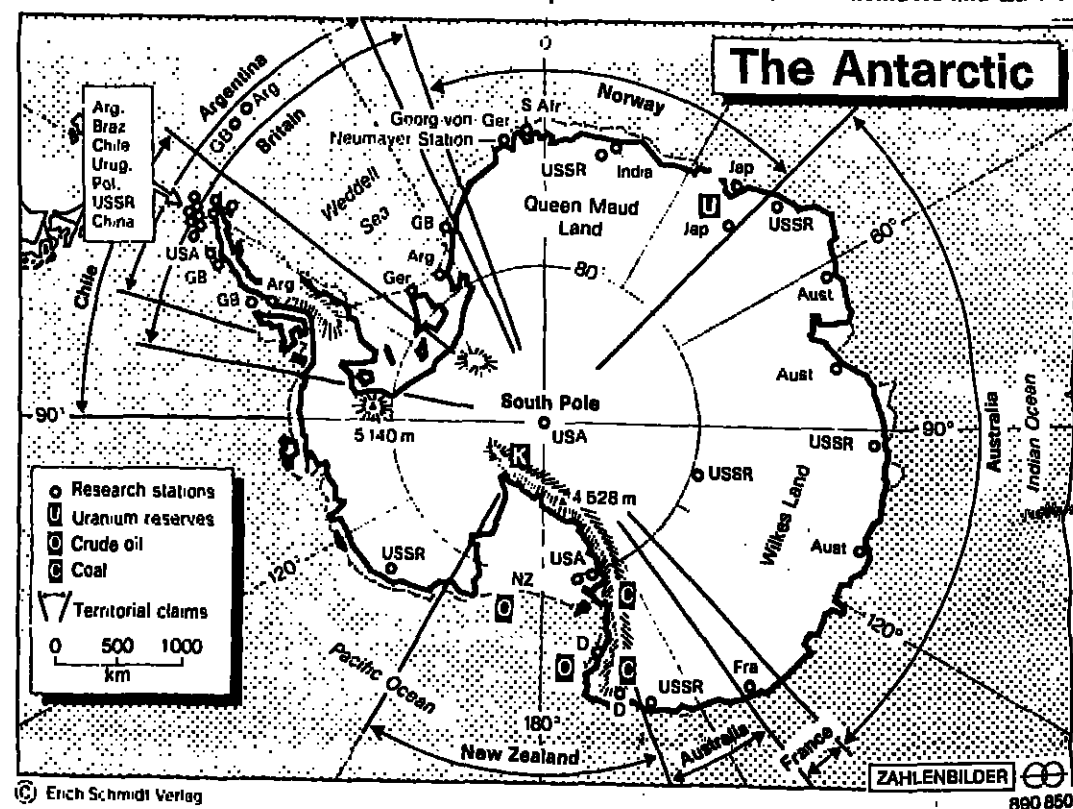 The Antarctic
0
Argentina
GB Arg
Britain
Chile
Norway
Arg.
Braz
Chile
Urug.
Pol.
USSR
China
S Afr
Georg-von- Ger
Neumayer Station
USSR
India
Jap
U
Jap
USSR
Queen Maud
Land
Weddell
Sea
GB
Arg
Ger
USA
GB
GB
Arg
80°
60°
Aust
Aust
90°
5 140 m
South Pole
USA
K
4 528 m
USSR
USSR
90°
Australia
Indian Ocean
Wilkes Land
Aust
120°
Research stations
U Uranium reserves
O Crude oil
C Coal
Territorial claims
0 500 1000
km
USSR
120°
NZ
USA
O
C
D
O
C
D
USSR
Fra
Pacific Ocean
180°
New Zealand
Australia
France
ZAHLENBILDER
© Erich Schmidt Verlag
890 850